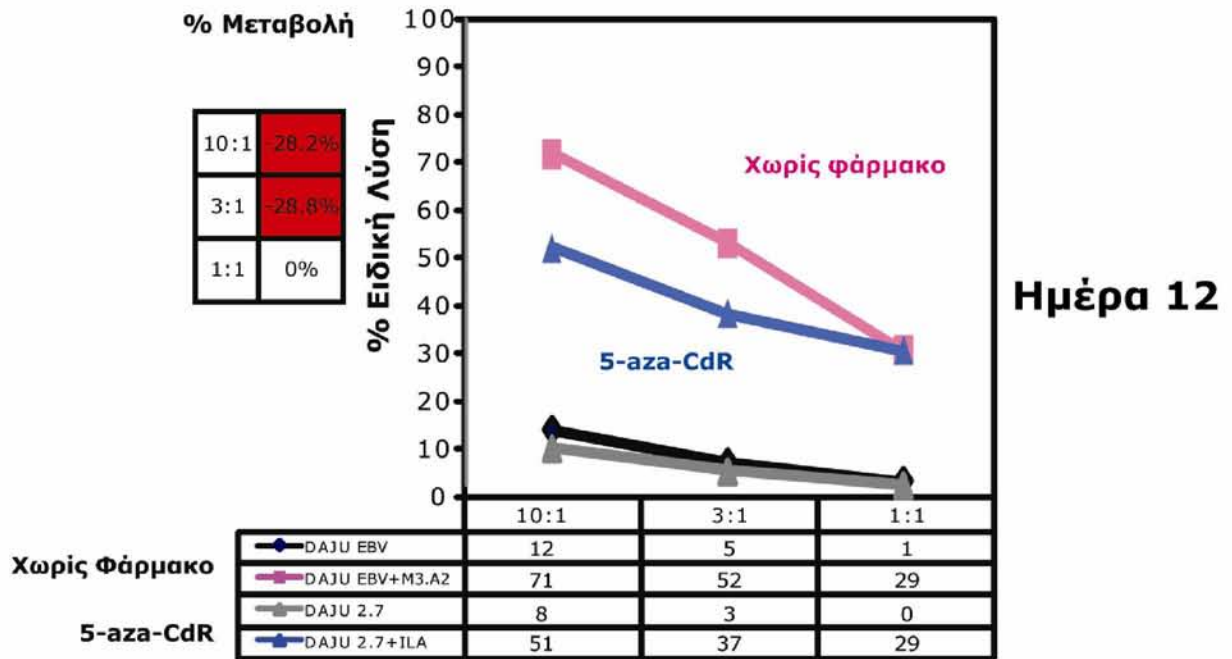 % Μεταβολή
10:1 -28.2%
3:1 -28.8%
1:1 0%
% Ειδική Λύση
100
90
80
70
60
50
40
30
20
10
0
Χωρίς φάρμακο
5-aza-CdR
Ημέρα 12
10:1 3:1 1:1
Χωρίς Φάρμακο
DAJU EBV 12 5 1
DAJU EBV+M3.A2 71 52 29
5-aza-CdR
DAJU 2.7 8 3 0
DAJU 2.7+ILA 51 37 29